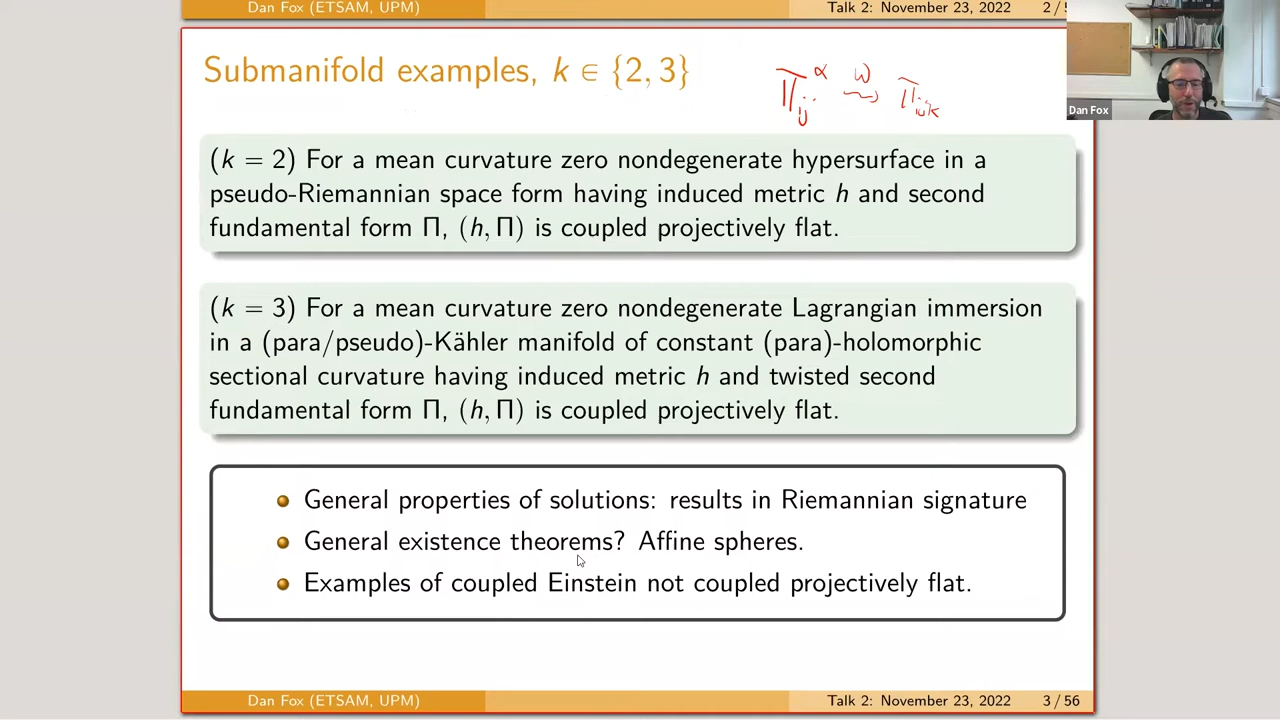 Dan Fox (ETSAM, UPM) Talk 2: November 23, 2022 2 /
Submanifold examples, k ∈ {2, 3}
Π_{ij}^α ω ⇝ Π_{ijk}
Dan Fox
(k = 2) For a mean curvature zero nondegenerate hypersurface in a
pseudo-Riemannian space form having induced metric h and second
fundamental form Π, (h, Π) is coupled projectively flat.
(k = 3) For a mean curvature zero nondegenerate Lagrangian immersion
in a (para/pseudo)-Kähler manifold of constant (para)-holomorphic
sectional curvature having induced metric h and twisted second
fundamental form Π, (h, Π) is coupled projectively flat.
General properties of solutions: results in Riemannian signature
General existence theorems? Affine spheres.
Examples of coupled Einstein not coupled projectively flat.
Dan Fox (ETSAM, UPM) Talk 2: November 23, 2022 3 / 56